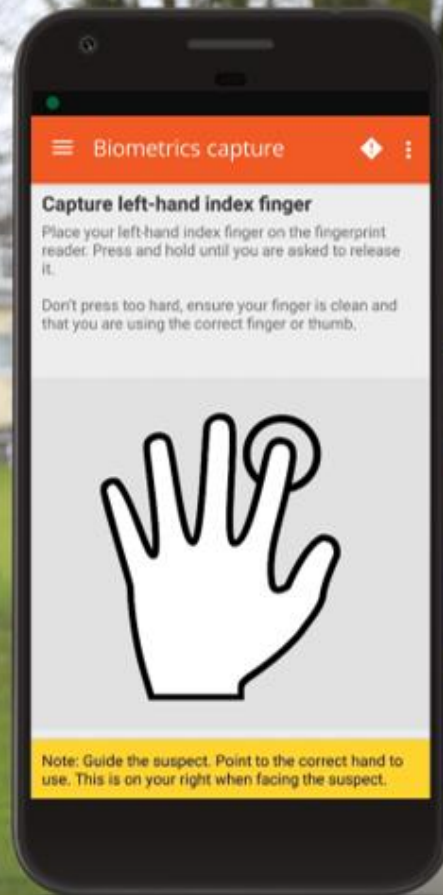 Biometrics capture
Capture left-hand index finger
Place your left-hand index finger on the fingerprint
reader. Press and hold until you are asked to release
it.
Don't press too hard, ensure your finger is clean and
that you are using the correct finger or thumb.
Note: Guide the suspect. Point to the correct hand to
use. This is on your right when facing the suspect.